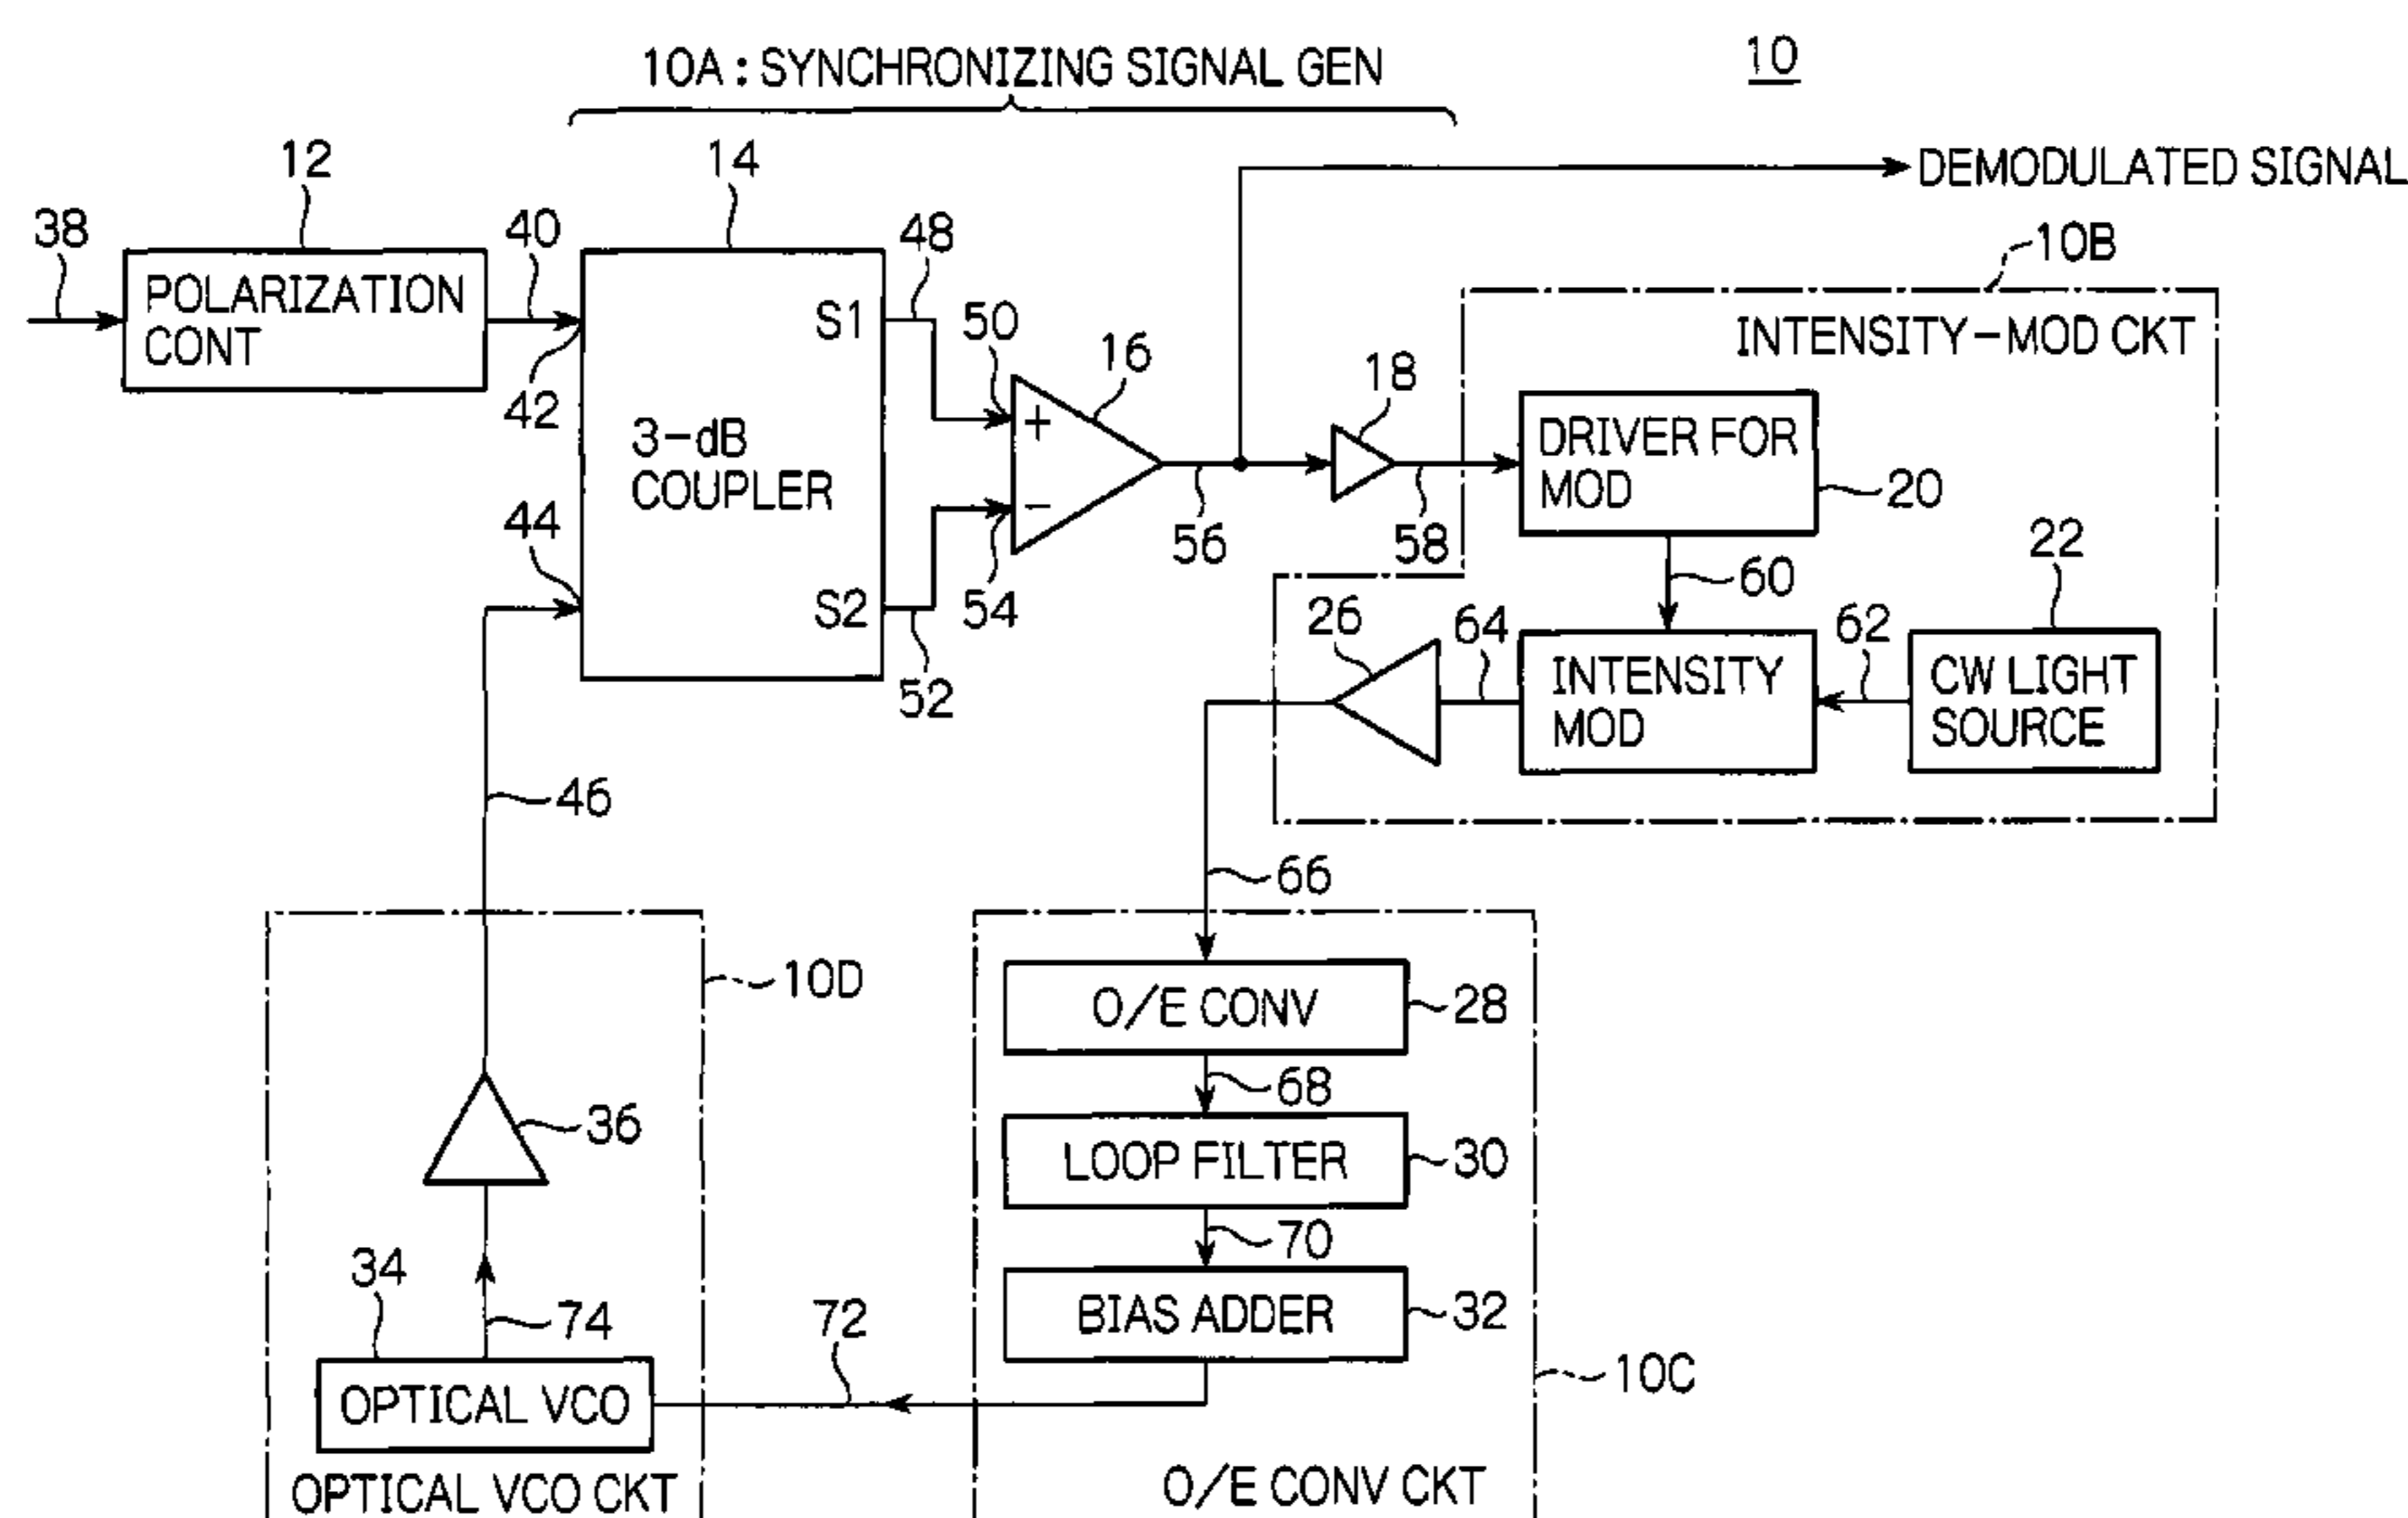 10A : SYNCHRONIZING SIGNAL GEN
10
DEMODULATED SIGNAL
12
14
38
40
48
10B
POLARIZATION
CONT
S1
50
16
INTENSITY-MOD CKT
18
42
3-dB
COUPLER
+
DRIVER FOR
MOD
20
44
−
56
58
22
S2
54
60
26
64
62
52
INTENSITY
MOD
CW LIGHT
SOURCE
46
66
10D
O/E CONV
28
68
36
LOOP FILTER
30
70
34
74
72
BIAS ADDER
32
10C
OPTICAL VCO
OPTICAL VCO CKT
O/E CONV CKT